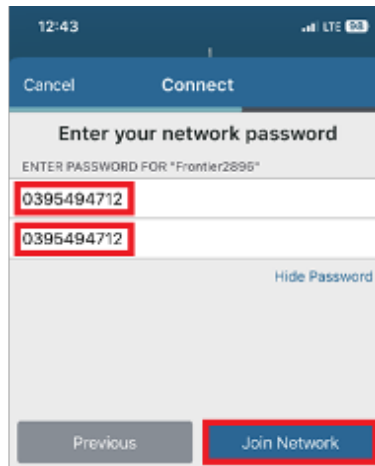 12:43 LTE 98
Cancel Connect
Enter your network password
ENTER PASSWORD FOR "Frontier2896"
0395494712
0395494712
Hide Password
Previous Join Network